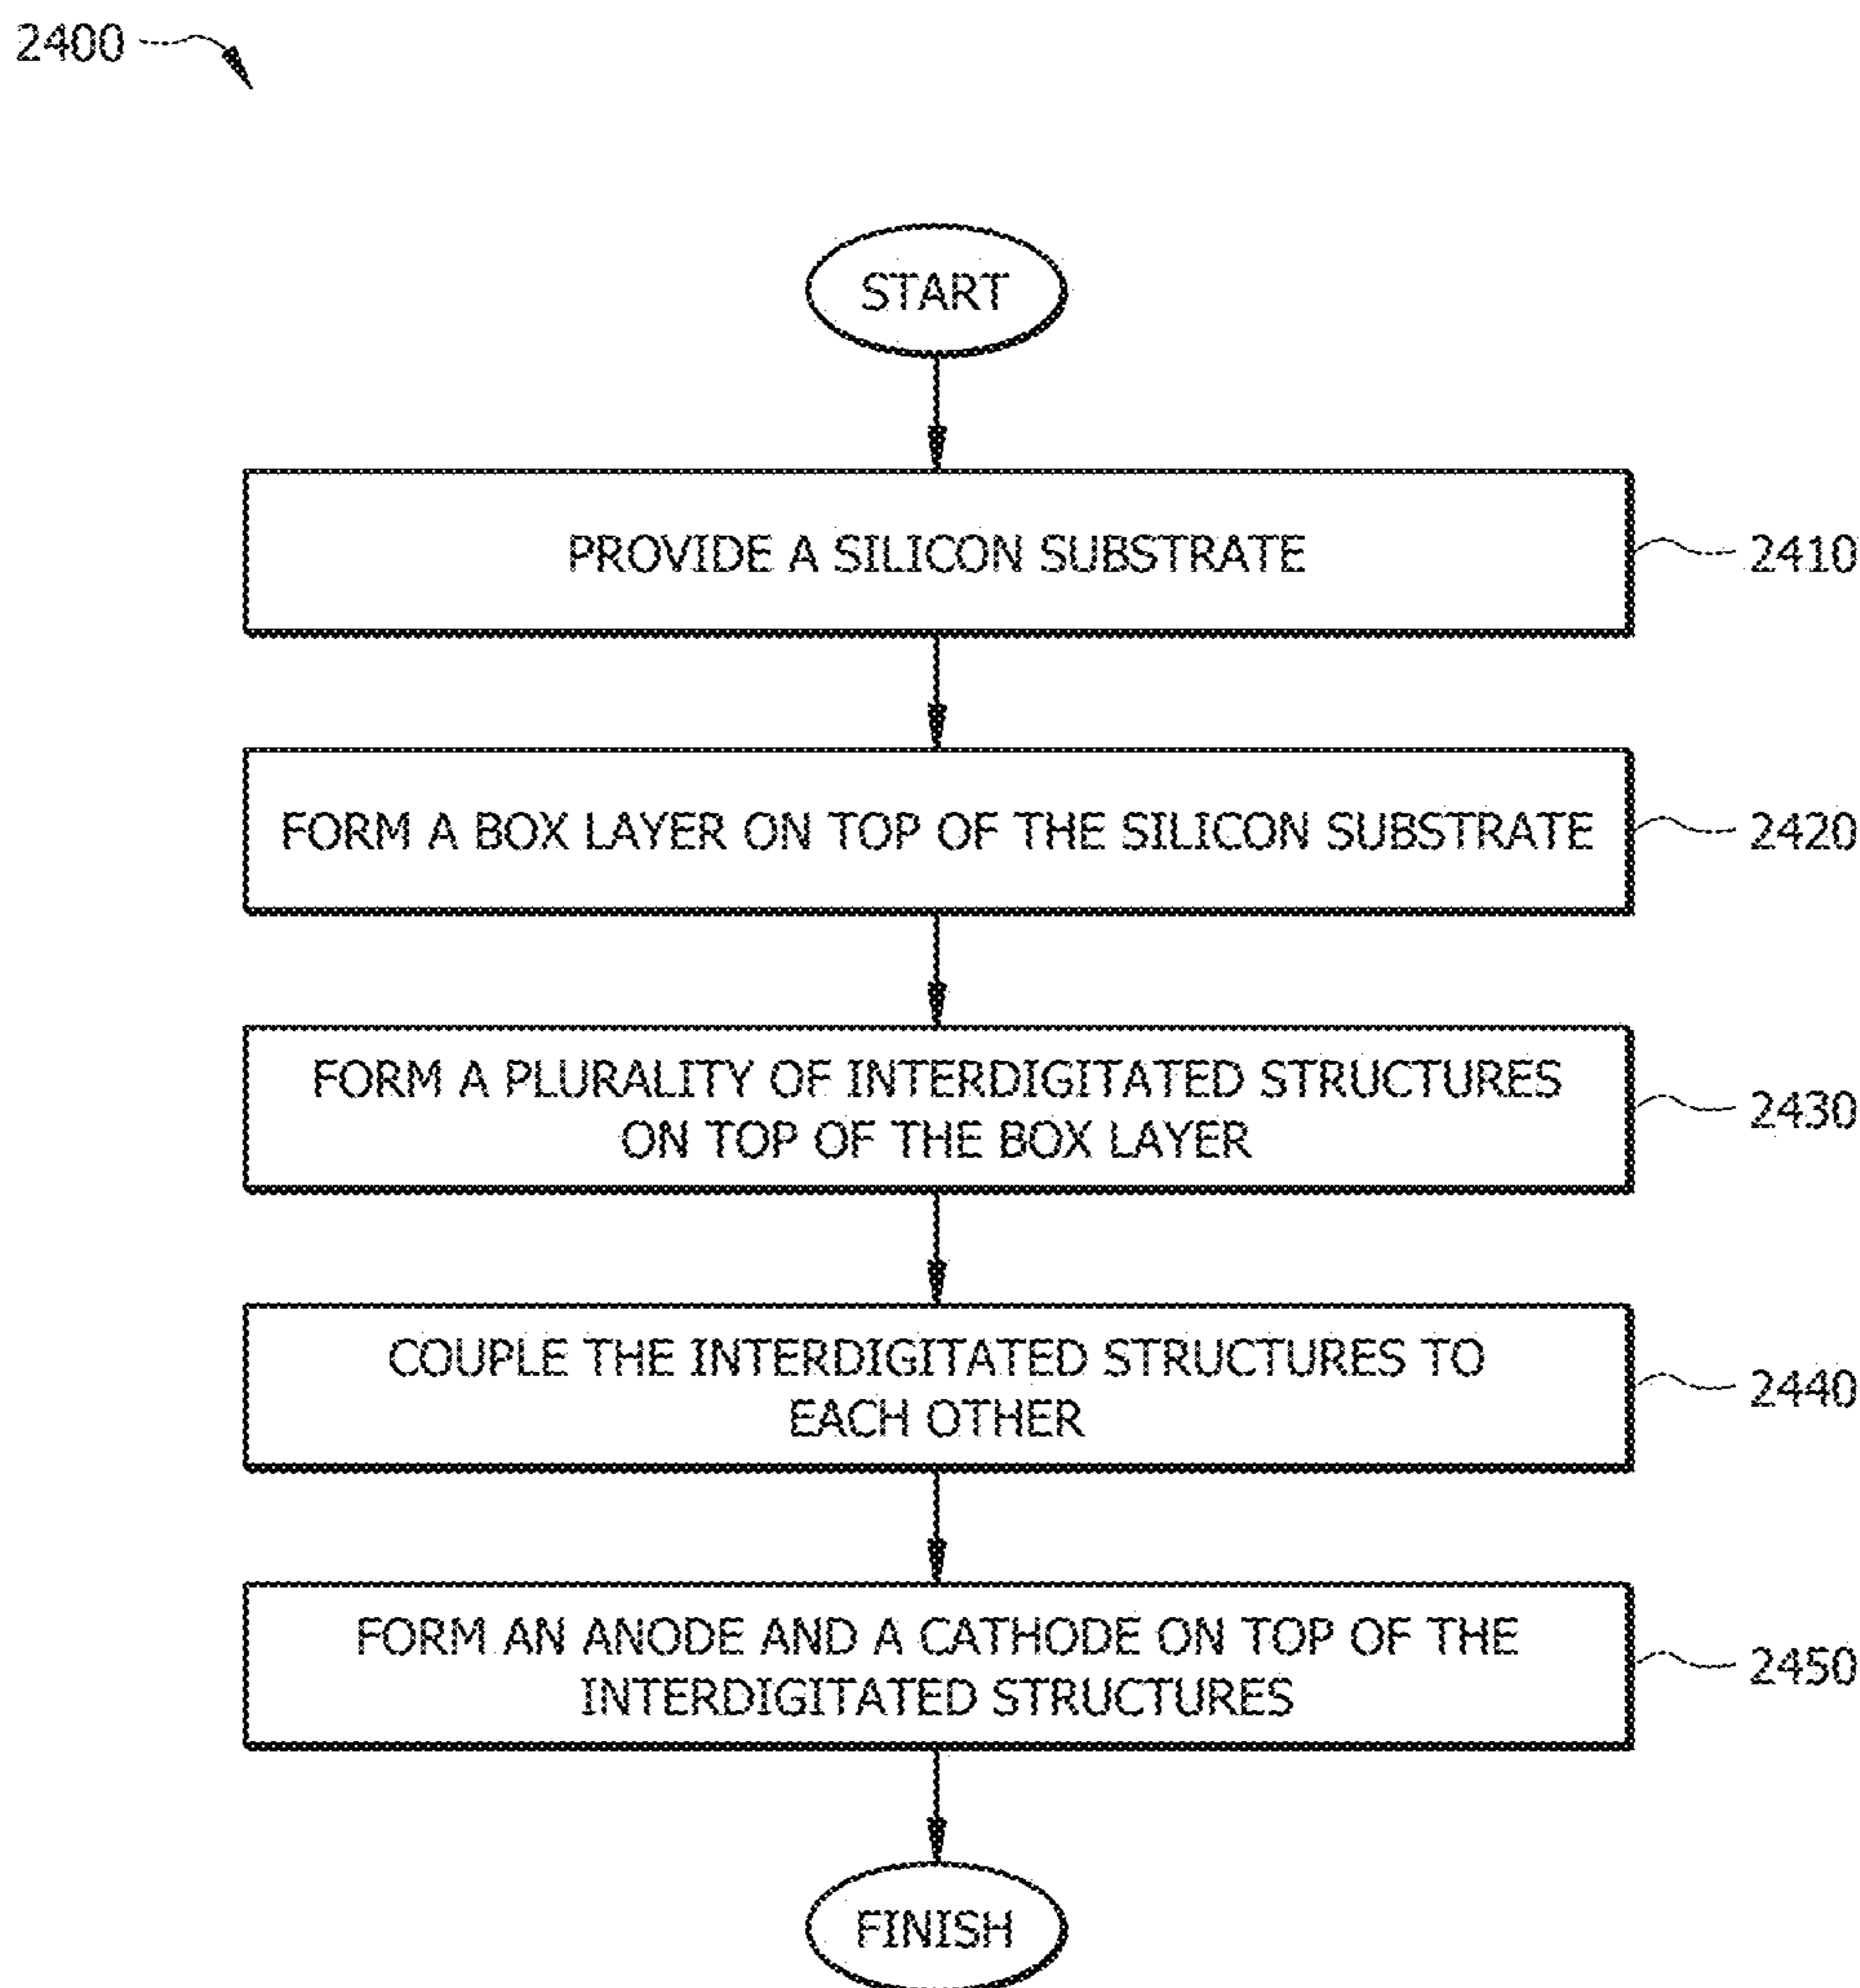 2400
START
PROVIDE A SILICON SUBSTRATE
2410
FORM A BOX LAYER ON TOP OF THE SILICON SUBSTRATE
2420
FORM A PLURALITY OF INTERDIGITATED STRUCTURES
ON TOP OF THE BOX LAYER
2430
COUPLE THE INTERDIGITATED STRUCTURES TO
EACH OTHER
2440
FORM AN ANODE AND A CATHODE ON TOP OF THE
INTERDIGITATED STRUCTURES
2450
FINISH